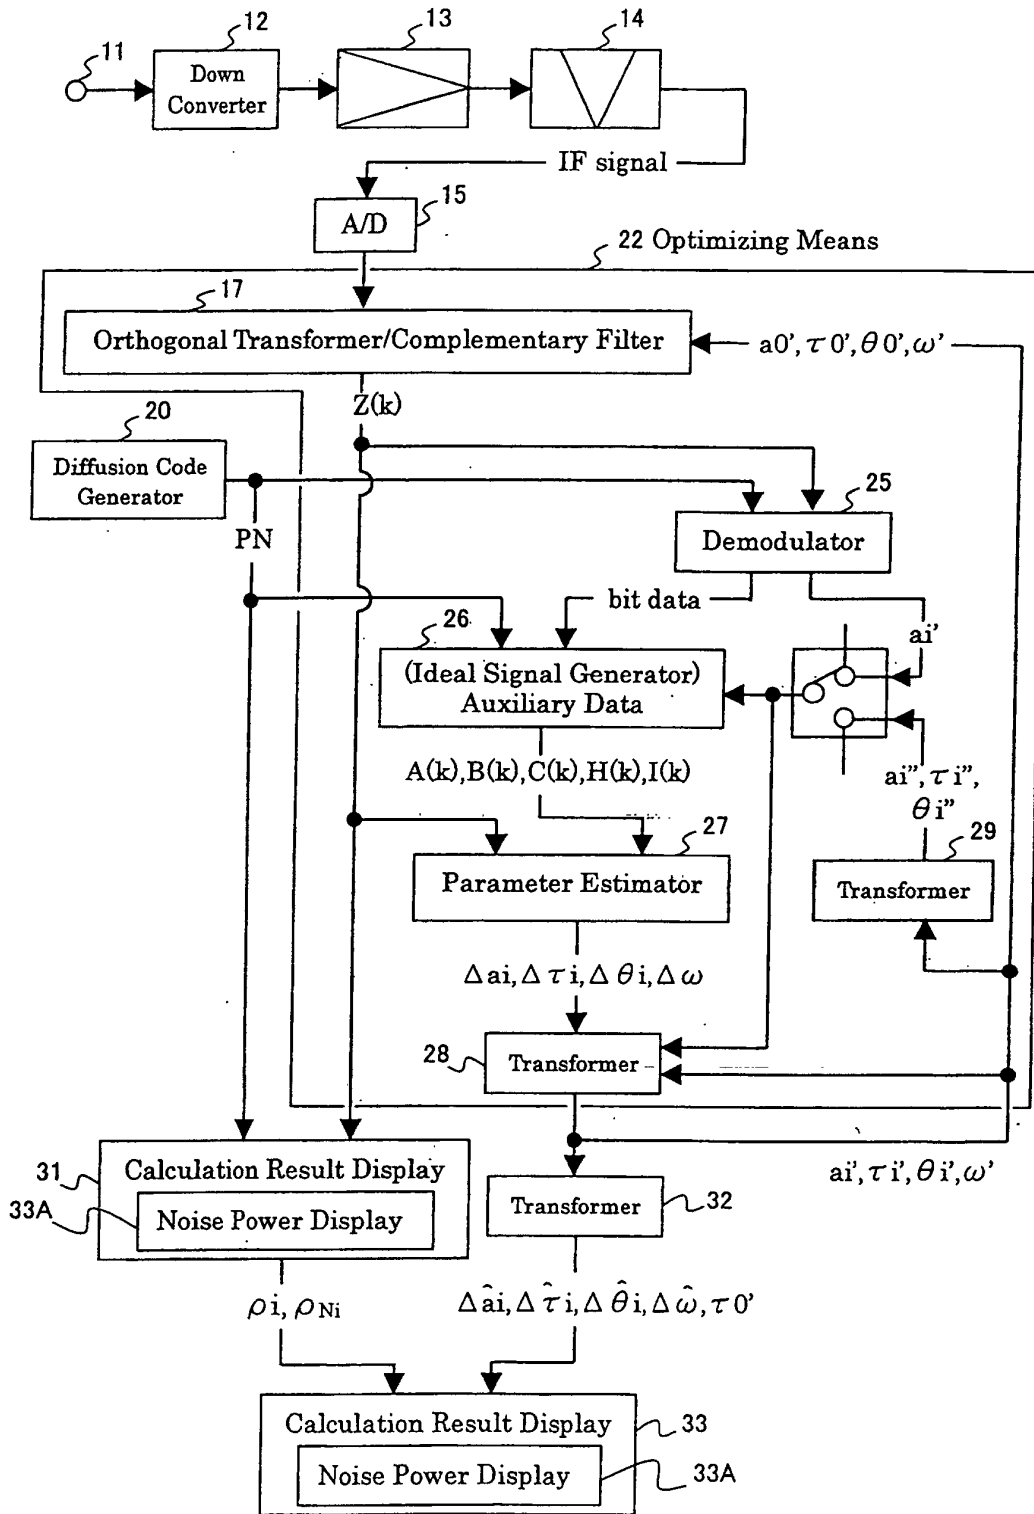 11
12
13
14
Down
Converter
IF signal
15
A/D
22 Optimizing Means
17
Orthogonal Transformer/Complementary Filter
a0', τ0', θ0', ω'
Z(k)
20
Diffusion Code
Generator
PN
25
Demodulator
bit data
ai'
26
(Ideal Signal Generator)
Auxiliary Data
A(k),B(k),C(k),H(k),I(k)
ai", τi",
θi"
27
Parameter Estimator
29
Transformer
Δai, Δτi, Δθi, Δω
28
Transformer
ai', τi', θi', ω'
31
Calculation Result Display
33A
Noise Power Display
Transformer
32
ρi, ρNi
Δâi, Δτ̂i, Δθ̂i, Δω̂, τ0'
Calculation Result Display
33
Noise Power Display
33A